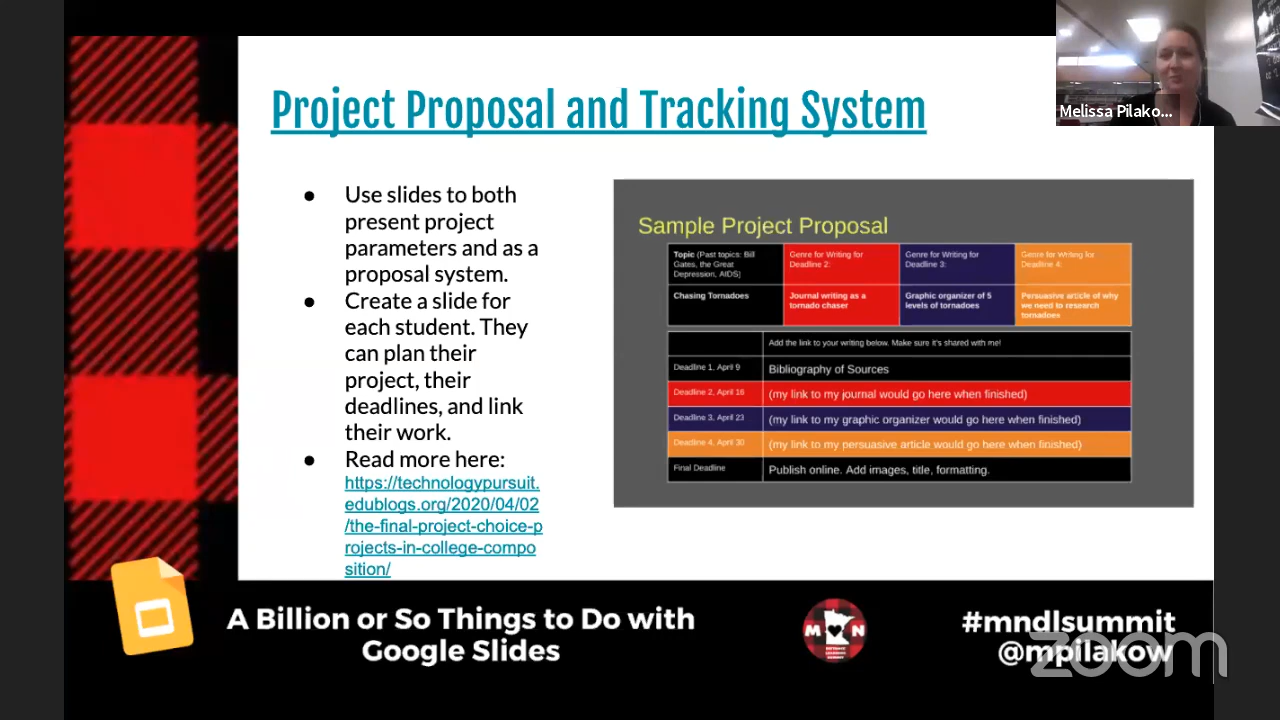 Project Proposal and Tracking System
Melissa Pilako...
● Use slides to both
present project
parameters and as a
proposal system.
● Create a slide for
each student. They
can plan their
project, their
deadlines, and link
their work.
● Read more here:
https://technologypursuit.
edublogs.org/2020/04/02
/the-final-project-choice-p
rojects-in-college-compo
sition/
Sample Project Proposal
Topic (Past topics: Bill
Gates, the Great
Depression, AIDS)
Genre for Writing for
Deadline 2:
Genre for Writing for
Deadline 3:
Genre for Writing for
Deadline 4:
Chasing Tornadoes
Journal writing as a
tornado chaser
Graphic organizer of 5
levels of tornadoes
Persuasive article of why
we need to research
tornadoes
Add the link to your writing below. Make sure it's shared with me!
Deadline 1, April 9
Bibliography of Sources
Deadline 2, April 16
(my link to my journal would go here when finished)
Deadline 3, April 23
(my link to my graphic organizer would go here when finished)
Deadline 4, April 30
(my link to my persuasive article would go here when finished)
Final Deadline
Publish online. Add images, title, formatting.
A Billion or So Things to Do with
Google Slides
M N
#mndlsummit
@mpilakow
zoom